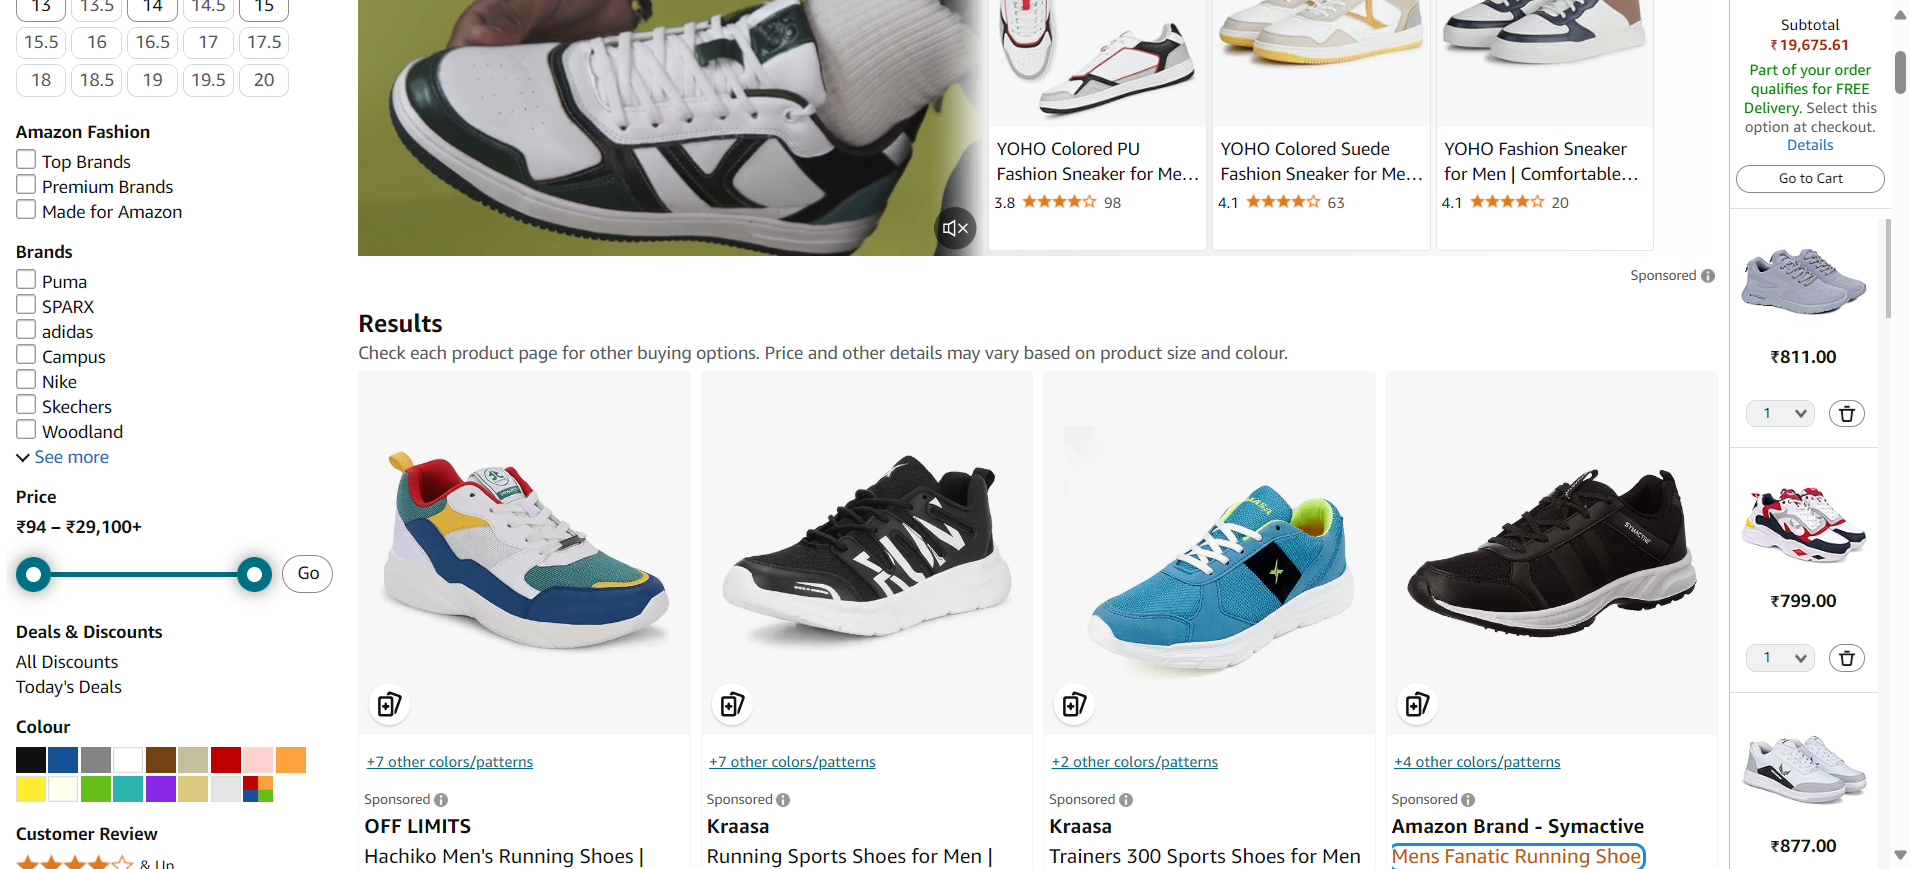 13 13.5 14 14.5 15
15.5 16 16.5 17 17.5
18 18.5 19 19.5 20
Amazon Fashion
Top Brands
Premium Brands
Made for Amazon
Brands
Puma
SPARX
adidas
Campus
Nike
Skechers
Woodland
See more
Price
₹94 – ₹29,100+
Go
Deals & Discounts
All Discounts
Today's Deals
Colour
Customer Review
& Up
YOHO Colored PU
Fashion Sneaker for Me...
3.8 98
YOHO Colored Suede
Fashion Sneaker for Me...
4.1 63
YOHO Fashion Sneaker
for Men | Comfortable...
4.1 20
Sponsored
Results
Check each product page for other buying options. Price and other details may vary based on product size and colour.
+7 other colors/patterns
Sponsored
OFF LIMITS
Hachiko Men's Running Shoes |
+7 other colors/patterns
Sponsored
Kraasa
Running Sports Shoes for Men |
+2 other colors/patterns
Sponsored
Kraasa
Trainers 300 Sports Shoes for Men
SYMACTIVE
+4 other colors/patterns
Sponsored
Amazon Brand - Symactive
Mens Fanatic Running Shoe
Subtotal
₹19,675.61
Part of your order
qualifies for FREE
Delivery. Select this
option at checkout.
Details
Go to Cart
₹811.00
1
₹799.00
1
₹877.00